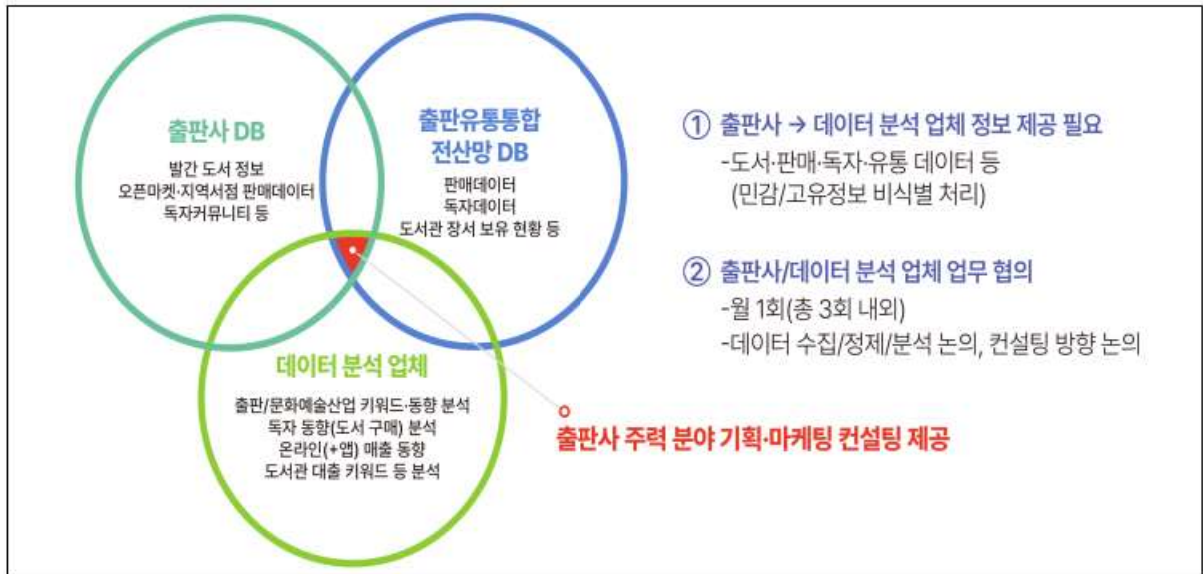 출판사 DB
발간 도서 정보
오픈마켓·지역서점 판매데이터
독자커뮤니티 등
출판유통통합
전산망 DB
판매데이터
독자데이터
도서관 장서 보유 현황 등
데이터 분석 업체
출판/문화예술산업 키워드·동향 분석
독자 동향(도서 구매) 분석
온라인(+앱) 매출 동향
도서관 대출 키워드 등 분석
① 출판사 → 데이터 분석 업체 정보 제공 필요
-도서·판매·독자·유통 데이터 등
(민감/고유정보 비식별 처리)
② 출판사/데이터 분석 업체 업무 협의
-월 1회(총 3회 내외)
-데이터 수집/정제/분석 논의, 컨설팅 방향 논의
출판사 주력 분야 기획·마케팅 컨설팅 제공